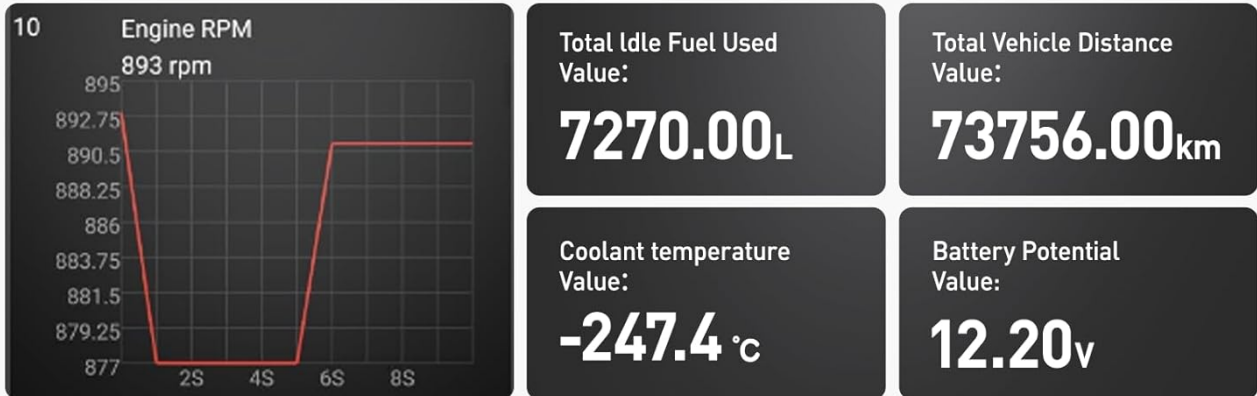 10
Engine RPM
893 rpm
895
892.75
890.5
888.25
886
883.75
881.5
879.25
877
2S 4S 6S 8S
Total ldle Fuel Used
Value:
7270.00L
Total Vehicle Distance
Value:
73756.00km
Coolant temperature
Value:
-247.4 ℃
Battery Potential
Value:
12.20V